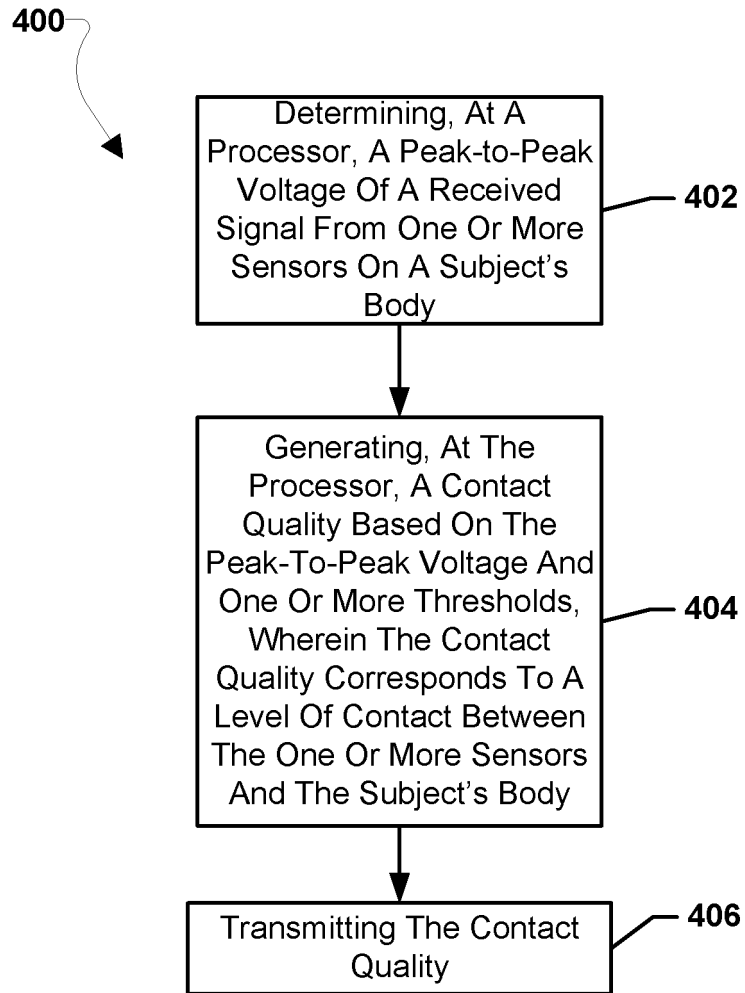 400
Determining, At A
Processor, A Peak-to-Peak
Voltage Of A Received
Signal From One Or More
Sensors On A Subject's
Body
402
Generating, At The
Processor, A Contact
Quality Based On The
Peak-To-Peak Voltage And
One Or More Thresholds,
Wherein The Contact
Quality Corresponds To A
Level Of Contact Between
The One Or More Sensors
And The Subject's Body
404
Transmitting The Contact
Quality
406